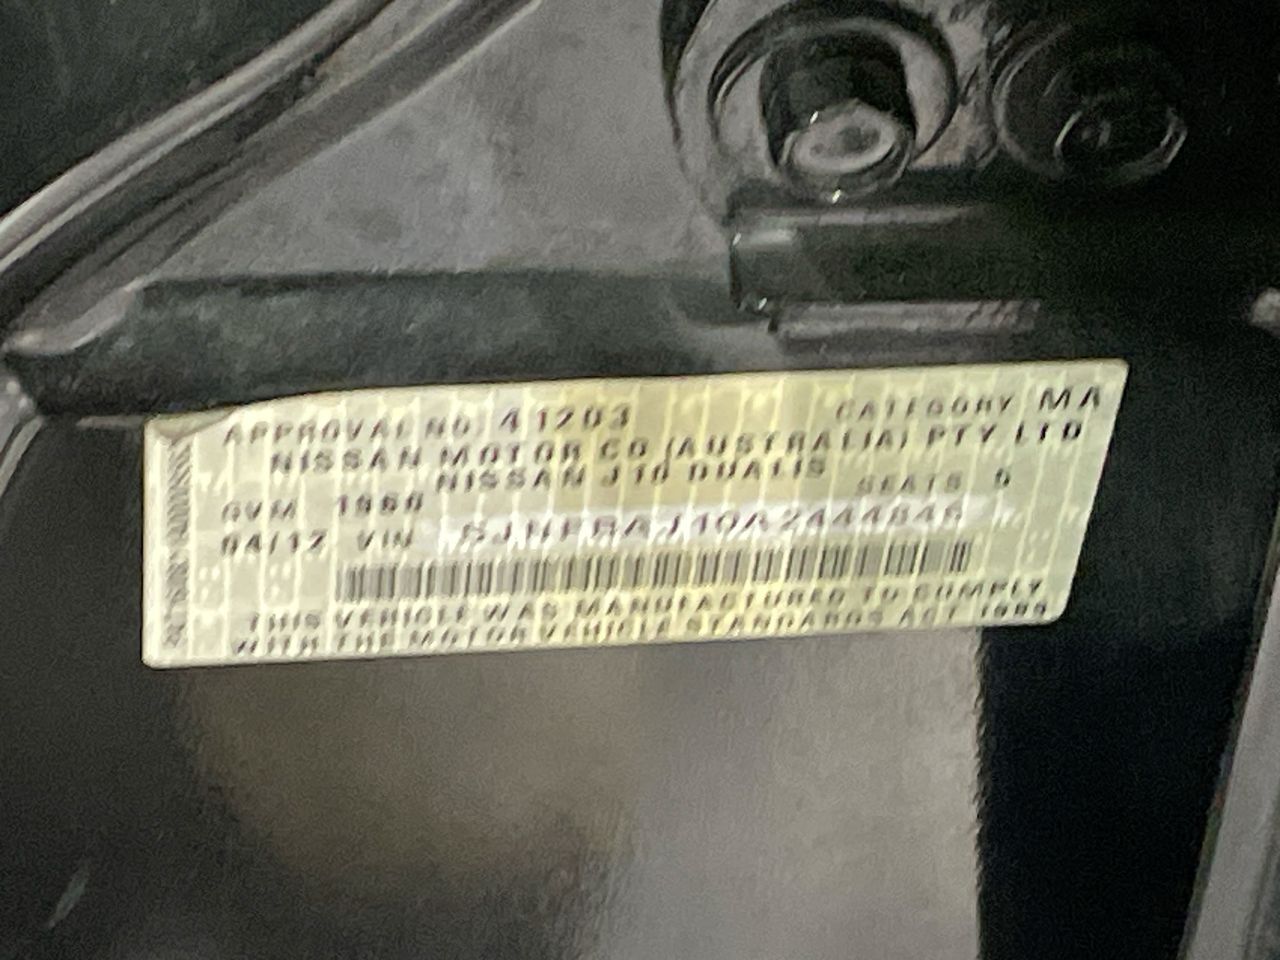 APPROVAL NO. 41203 CATEGORY MA
NISSAN MOTOR CO (AUSTRALIA) PTY LTD
NISSAN J10 DUALIS
GVM 1960 SEATS 5
04/12 VIN
THIS VEHICLE WAS MANUFACTURED TO COMPLY
WITH THE MOTOR VEHICLE STANDARDS ACT 1989